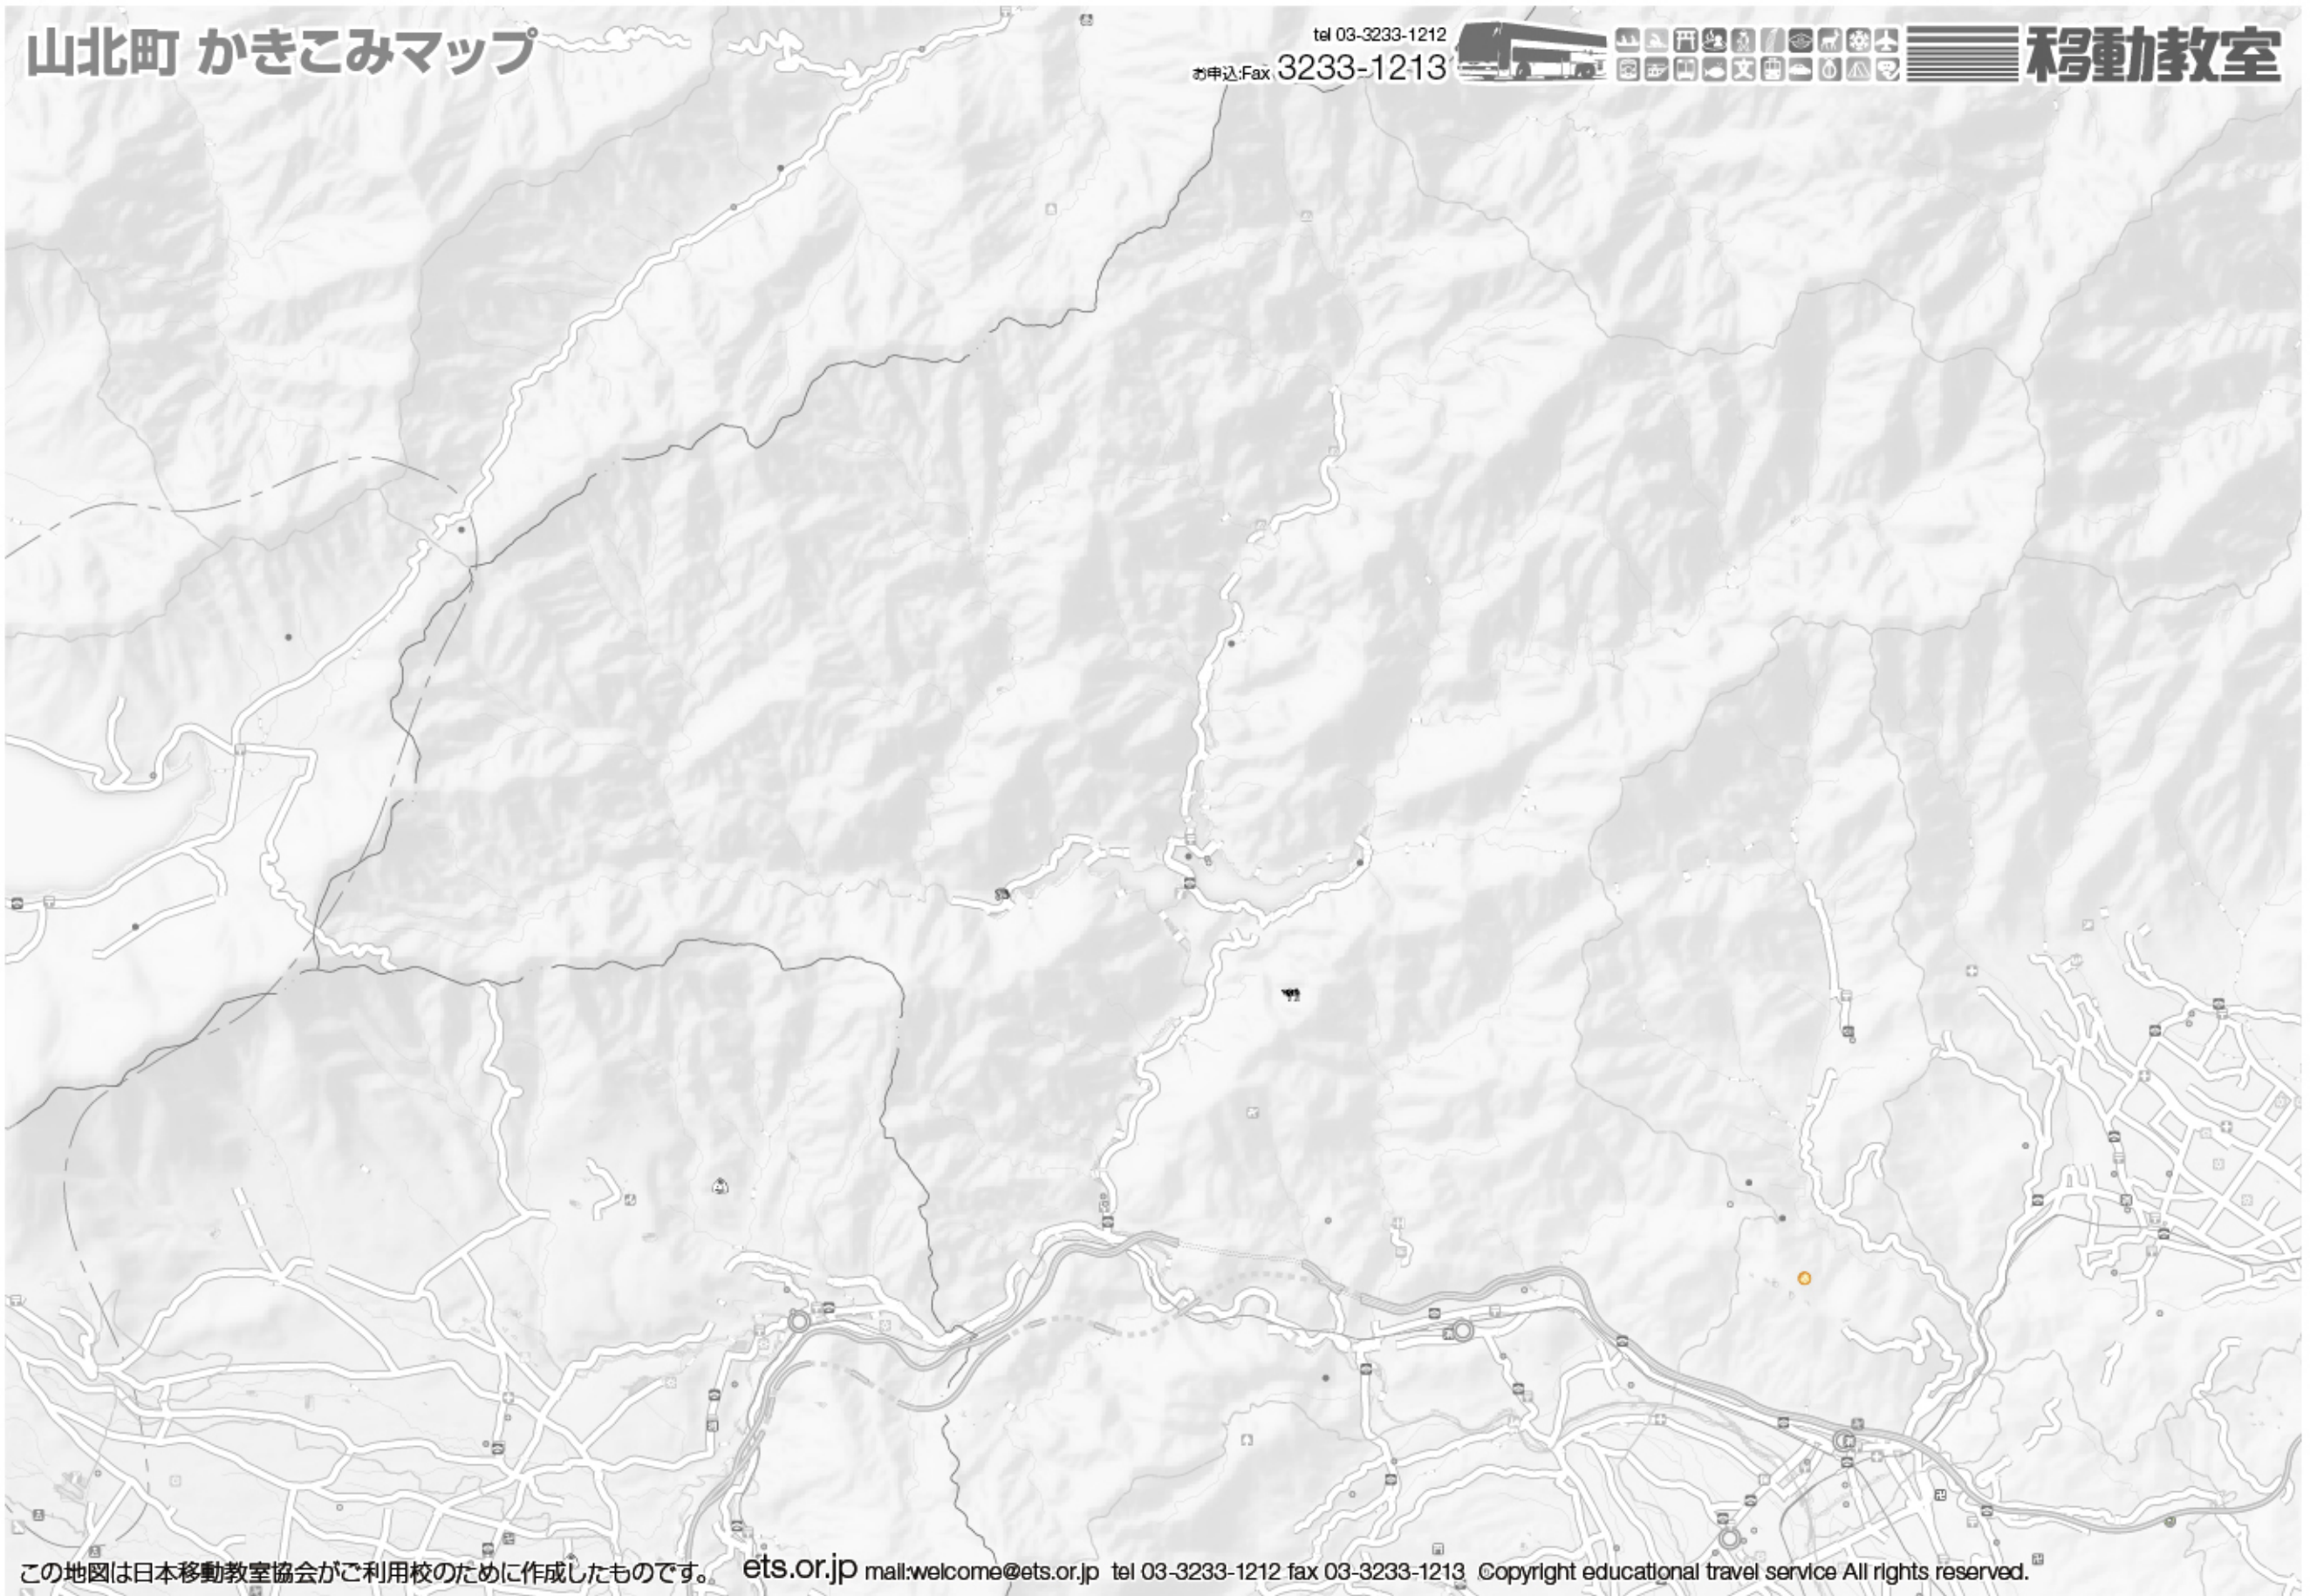 山北町 かきこみマップ
tel 03-3233-1212
お申込:Fax 3233-1213
移動教室
この地図は日本移動教室協会がご利用校のために作成したものです。 ets.or.jp mail:welcome@ets.or.jp tel 03-3233-1212 fax 03-3233-1213 Copyright educational travel service All rights reserved.